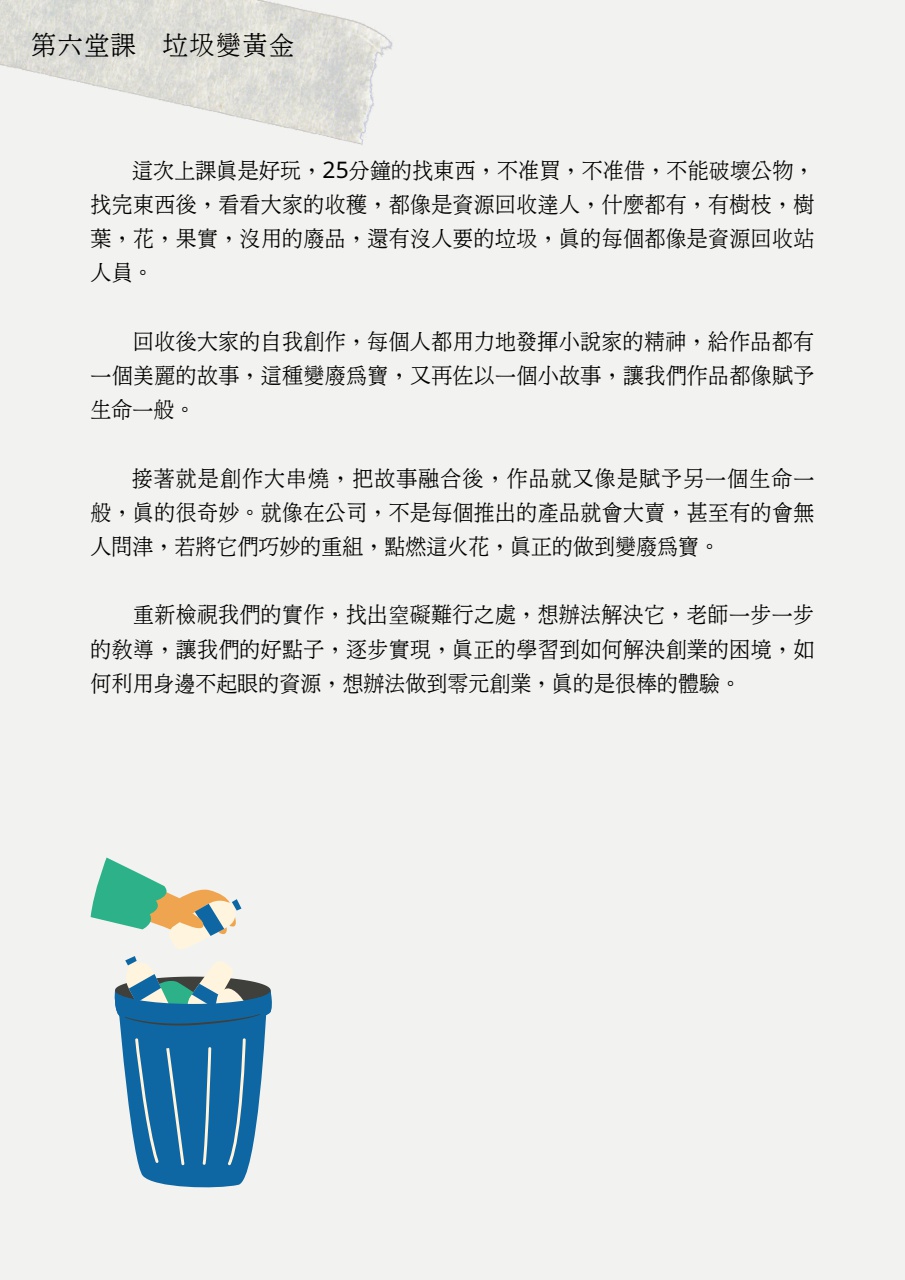 第六堂課　垃圾變黃金
這次上課眞是好玩，25分鐘的找東西，不准買，不准借，不能破壞公物，
找完東西後，看看大家的收穫，都像是資源回收達人，什麼都有，有樹枝，樹
葉，花，果實，沒用的廢品，還有沒人要的垃圾，眞的每個都像是資源回收站
人員。
回收後大家的自我創作，每個人都用力地發揮小說家的精神，給作品都有
一個美麗的故事，這種變廢爲寶，又再佐以一個小故事，讓我們作品都像賦予
生命一般。
接著就是創作大串燒，把故事融合後，作品就又像是賦予另一個生命一
般，眞的很奇妙。就像在公司，不是每個推出的產品就會大賣，甚至有的會無
人問津，若將它們巧妙的重組，點燃這火花，眞正的做到變廢爲寶。
重新檢視我們的實作，找出窒礙難行之處，想辦法解決它，老師一步一步
的敎導，讓我們的好點子，逐步實現，眞正的學習到如何解決創業的困境，如
何利用身邊不起眼的資源，想辦法做到零元創業，眞的是很棒的體驗。